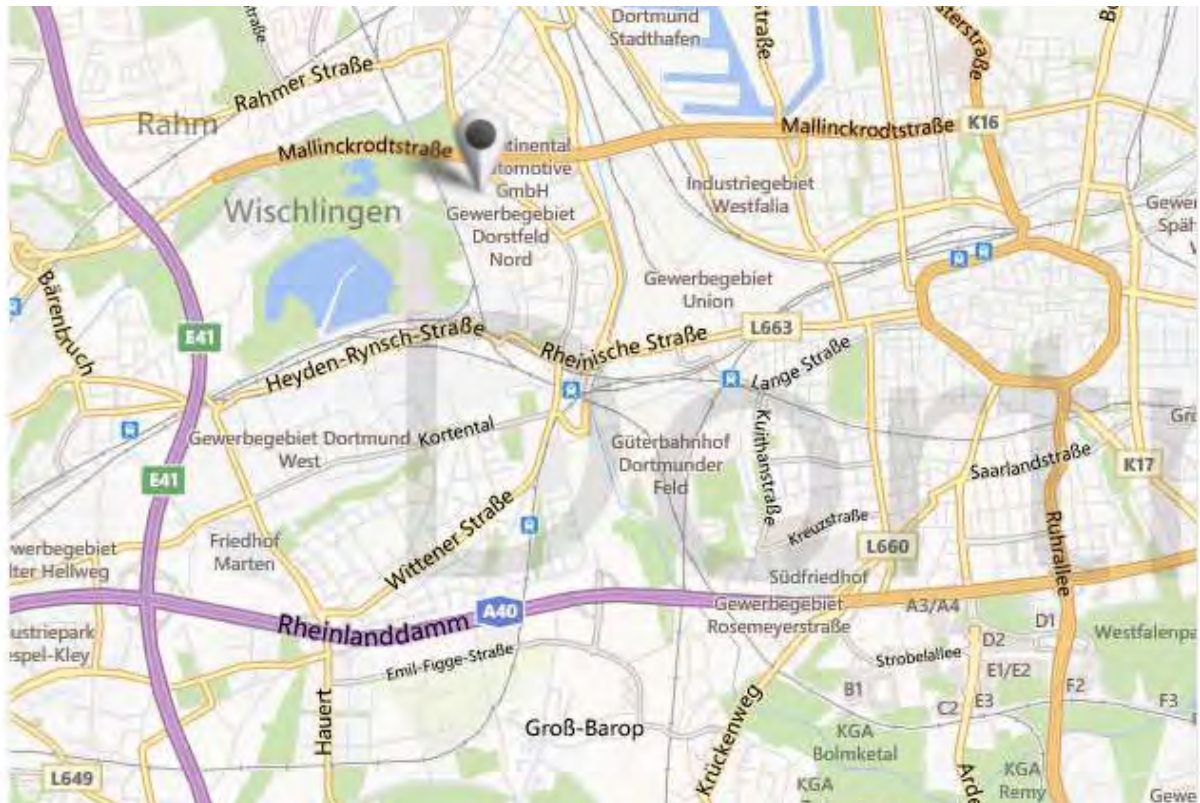 Dortmund
Stadthafen
Rahmer Straße
Rahm
Mallinckrodtstraße
Mallinckrodtstraße
K16
GmbH
Gewerbegebiet
Dorstfeld
Nord
Industriegebiet
Westfalia
Wischlingen
Gewerbegebiet
Union
Bärenbruch
E41
Heyden-Rynsch-Straße
Rheinische Straße
L663
Lange Straße
Gewerbegebiet Dortmund
West
Kortental
Güterbahnhof
Dortmunder
Feld
Kuithanstraße
Saarlandstraße
K17
E41
Wittener Straße
Kreuzstraße
L660
Ruhrallee
Friedhof
Marten
Südfriedhof
Gewerbegebiet
Rosemeyerstraße
A3/A4
Rheinlanddamm
A40
D1
D2
Strobelallee
E1/E2
Emil-Figge-Straße
B1
C2
E3
F2
F3
Hauert
Groß-Barop
Krückenweg
KGA
Bolmketal
KGA
Remy
KGA
L649